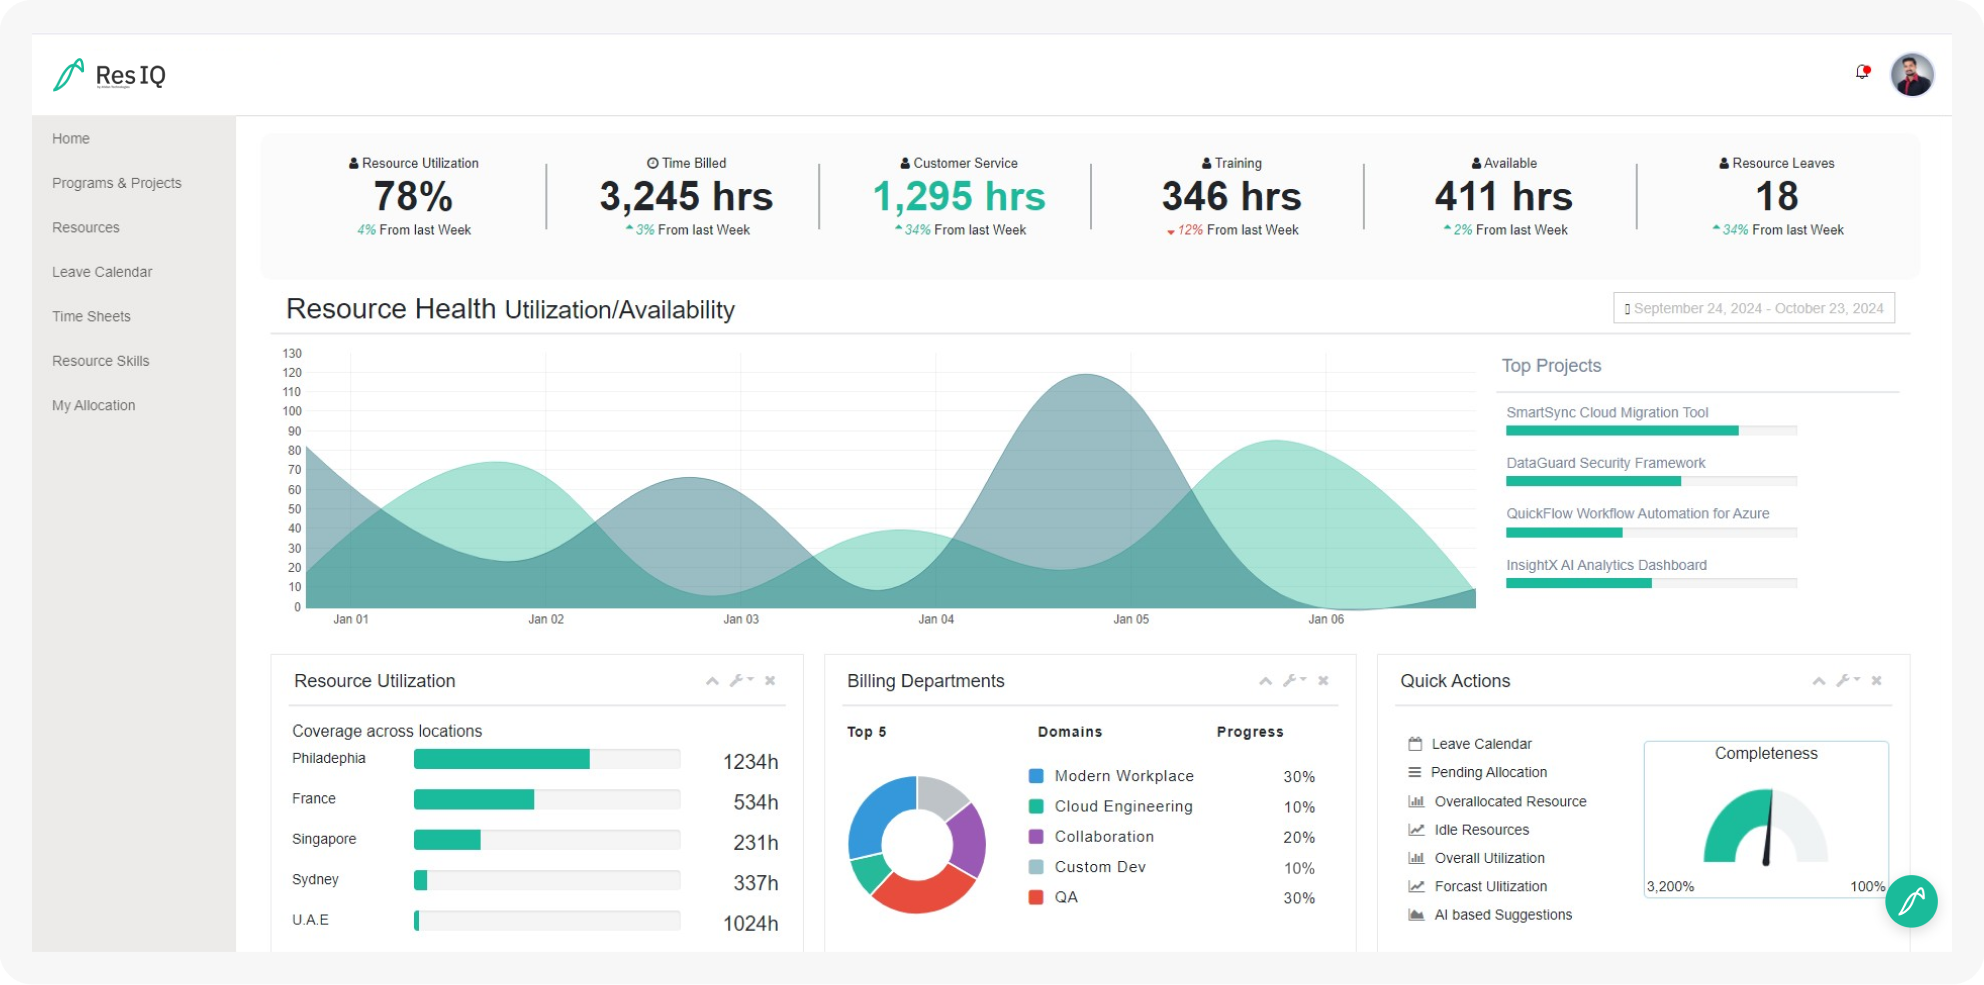 Res IQ
Home
Programs & Projects
Resources
Leave Calendar
Time Sheets
Resource Skills
My Allocation
Resource Utilization
78%
4% From last Week
Time Billed
3,245 hrs
3% From last Week
Customer Service
1,295 hrs
34% From last Week
Training
346 hrs
12% From last Week
Available
411 hrs
2% From last Week
Resource Leaves
18
34% From last Week
Resource Health Utilization/Availability
September 24, 2024 - October 23, 2024
130
120
110
100
90
80
70
60
50
40
30
20
10
0
Jan 01
Jan 02
Jan 03
Jan 04
Jan 05
Jan 06
Top Projects
SmartSync Cloud Migration Tool
DataGuard Security Framework
QuickFlow Workflow Automation for Azure
InsightX AI Analytics Dashboard
Resource Utilization
Coverage across locations
Philadephia 1234h
France 534h
Singapore 231h
Sydney 337h
U.A.E 1024h
Billing Departments
Top 5 Domains Progress
Modern Workplace 30%
Cloud Engineering 10%
Collaboration 20%
Custom Dev 10%
QA 30%
Quick Actions
Leave Calendar
Pending Allocation
Overallocated Resource
Idle Resources
Overall Utilization
Forcast Ulitization
AI based Suggestions
Completeness
3,200% 100%